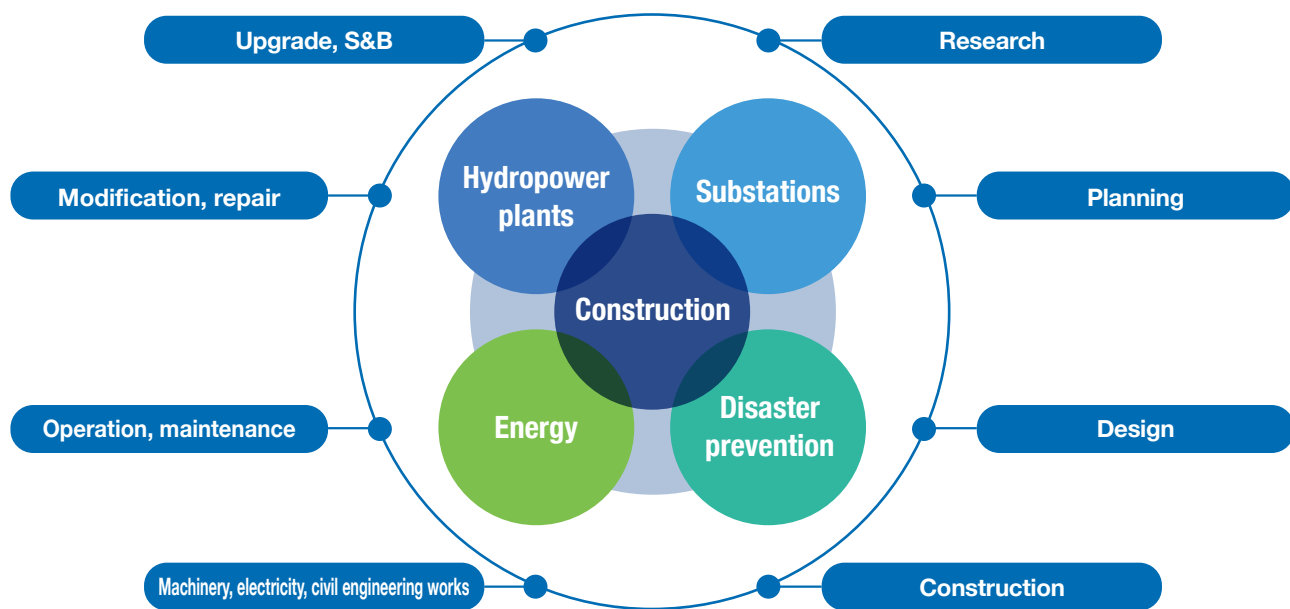 Upgrade, S&B
Research
Hydropower
plants
Substations
Modification, repair
Planning
Construction
Energy
Disaster
prevention
Operation, maintenance
Design
Machinery, electricity, civil engineering works
Construction